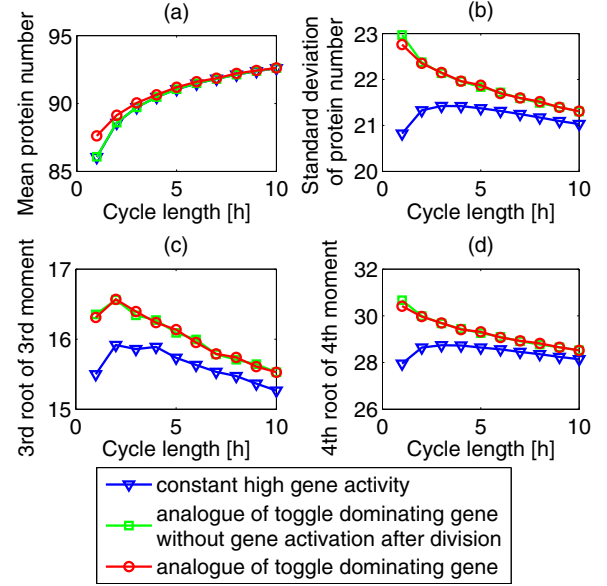 (a)
Mean protein number
95
90
85
0 5 10
Cycle length [h]
(b)
Standard deviation
of protein number
23
22
21
20
0 5 10
Cycle length [h]
(c)
3rd root of 3rd moment
17
16
15
0 5 10
Cycle length [h]
(d)
4th root of 4th moment
32
30
28
26
0 5 10
Cycle length [h]
constant high gene activity
analogue of toggle dominating gene
without gene activation after division
analogue of toggle dominating gene